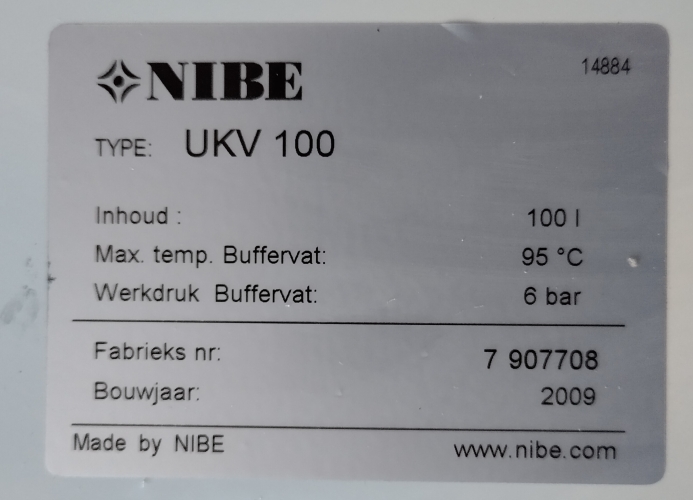 NIBE 14884
TYPE: UKV 100
Inhoud : 100 l
Max. temp. Buffervat: 95 °C
Werkdruk Buffervat: 6 bar
Fabrieks nr: 7 907708
Bouwjaar: 2009
Made by NIBE www.nibe.com